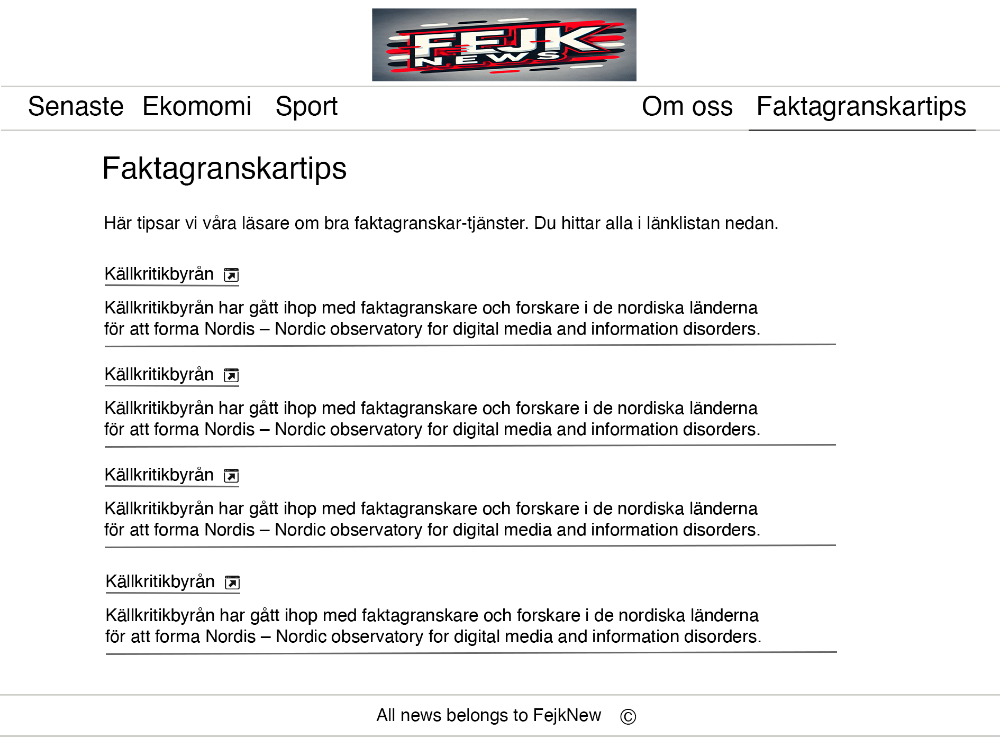 FEJK
NEWS
Senaste Ekomomi Sport Om oss Faktagranskartips
Faktagranskartips
Här tipsar vi våra läsare om bra faktagranskar-tjänster. Du hittar alla i länklistan nedan.
Källkritikbyrån
Källkritikbyrån har gått ihop med faktagranskare och forskare i de nordiska länderna
för att forma Nordis – Nordic observatory for digital media and information disorders.
Källkritikbyrån
Källkritikbyrån har gått ihop med faktagranskare och forskare i de nordiska länderna
för att forma Nordis – Nordic observatory for digital media and information disorders.
Källkritikbyrån
Källkritikbyrån har gått ihop med faktagranskare och forskare i de nordiska länderna
för att forma Nordis – Nordic observatory for digital media and information disorders.
Källkritikbyrån
Källkritikbyrån har gått ihop med faktagranskare och forskare i de nordiska länderna
för att forma Nordis – Nordic observatory for digital media and information disorders.
All news belongs to FejkNew ©